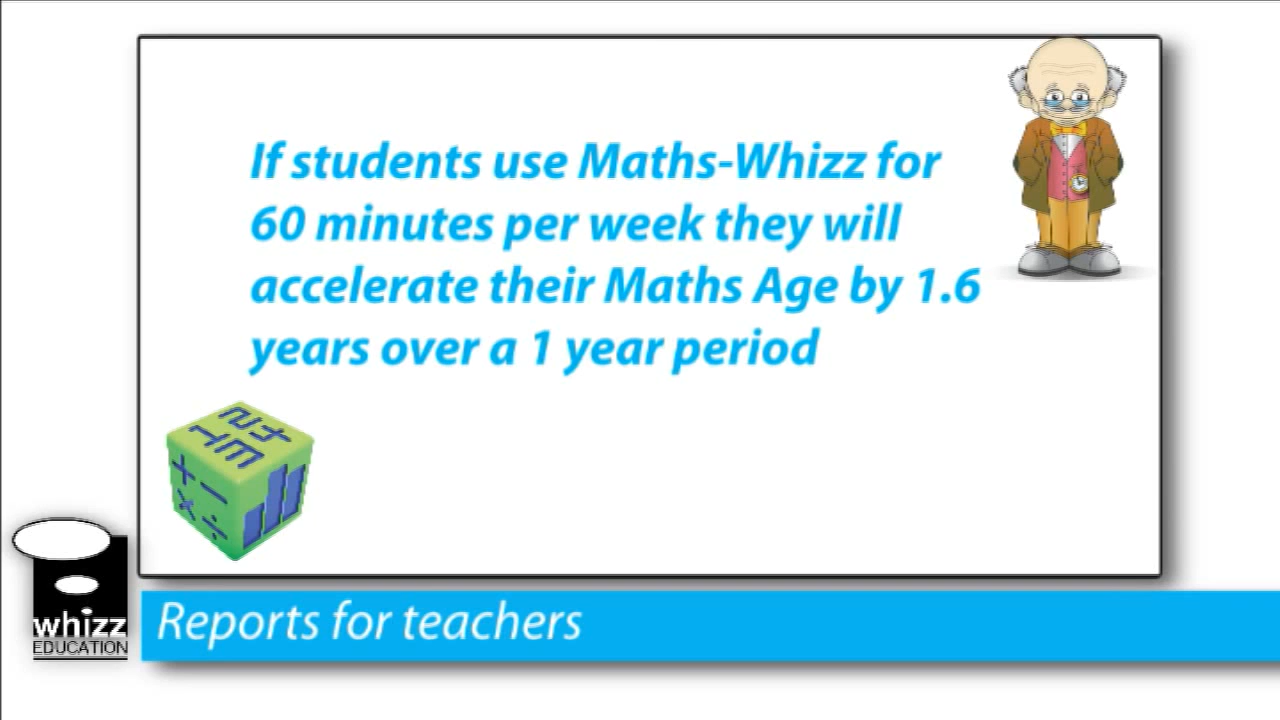 If students use Maths-Whizz for
60 minutes per week they will
accelerate their Maths Age by 1.6
years over a 1 year period
+ −
× ÷
whizz
EDUCATION
Reports for teachers